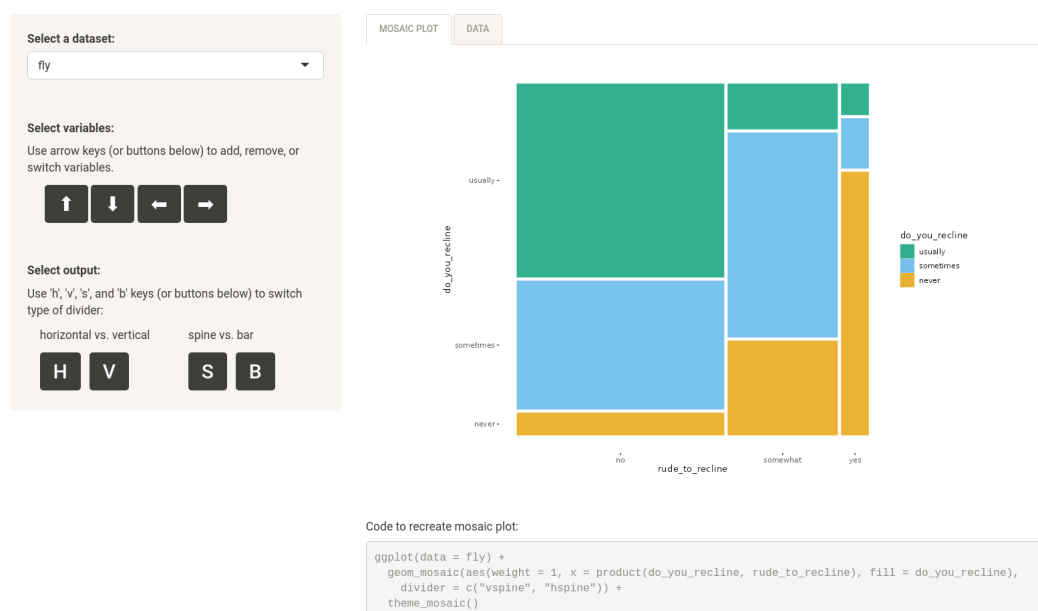 Select a dataset:
fly
Select variables:
Use arrow keys (or buttons below) to add, remove, or
switch variables.
Select output:
Use 'h', 'v', 's', and 'b' keys (or buttons below) to switch
type of divider:
horizontal vs. vertical
spine vs. bar
H
V
S
B
MOSAIC PLOT
DATA
do_you_recline
usually
sometimes
never
no
somewhat
yes
rude_to_recline
do_you_recline
usually
sometimes
never
Code to recreate mosaic plot:
ggplot(data = fly) +
geom_mosaic(aes(weight = 1, x = product(do_you_recline, rude_to_recline), fill = do_you_recline),
divider = c("vspine", "hspine")) +
theme_mosaic()